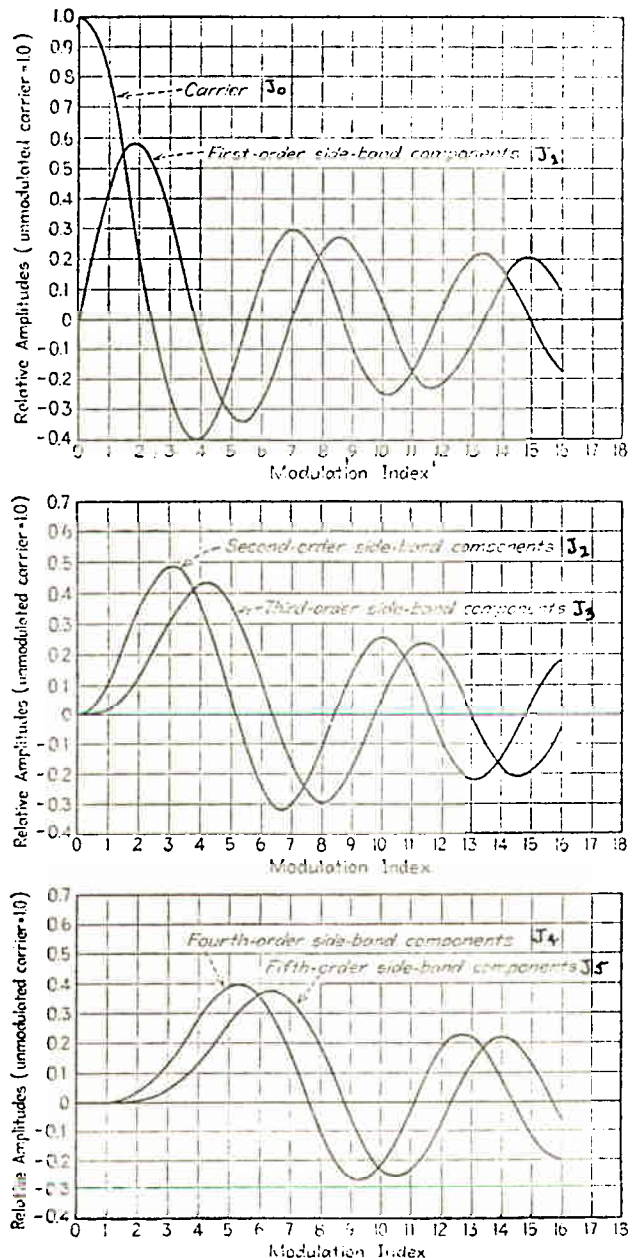 Relative Amplitudes (unmodulated carrier=1.0)
1.0
0.9
0.8
0.7
0.6
0.5
0.4
0.3
0.2
0.1
0
-0.1
-0.2
-0.3
-0.4
Carrier J0
First-order side-band components J1
0 1 2 3 4 5 6 7 8 9 10 11 12 13 14 15 16 17 18
Modulation Index
Relative Amplitudes (unmodulated carrier=1.0)
0.7
0.6
0.5
0.4
0.3
0.2
0.1
0
-0.1
-0.2
-0.3
-0.4
Second-order side-band components J2
Third-order side-band components J3
0 1 2 3 4 5 6 7 8 9 10 11 12 13 14 15 16 17 18
Modulation Index
Relative Amplitudes (unmodulated carrier=1.0)
0.7
0.6
0.5
0.4
0.3
0.2
0.1
0
-0.1
-0.2
-0.3
-0.4
Fourth-order side-band components J4
Fifth-order side-band components J5
0 1 2 3 4 5 6 7 8 9 10 11 12 13 14 15 16 17 18
Modulation Index